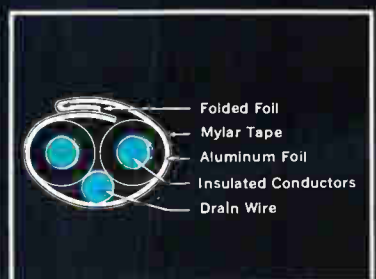 Folded Foil
Mylar Tape
Aluminum Foil
Insulated Conductors
Drain Wire